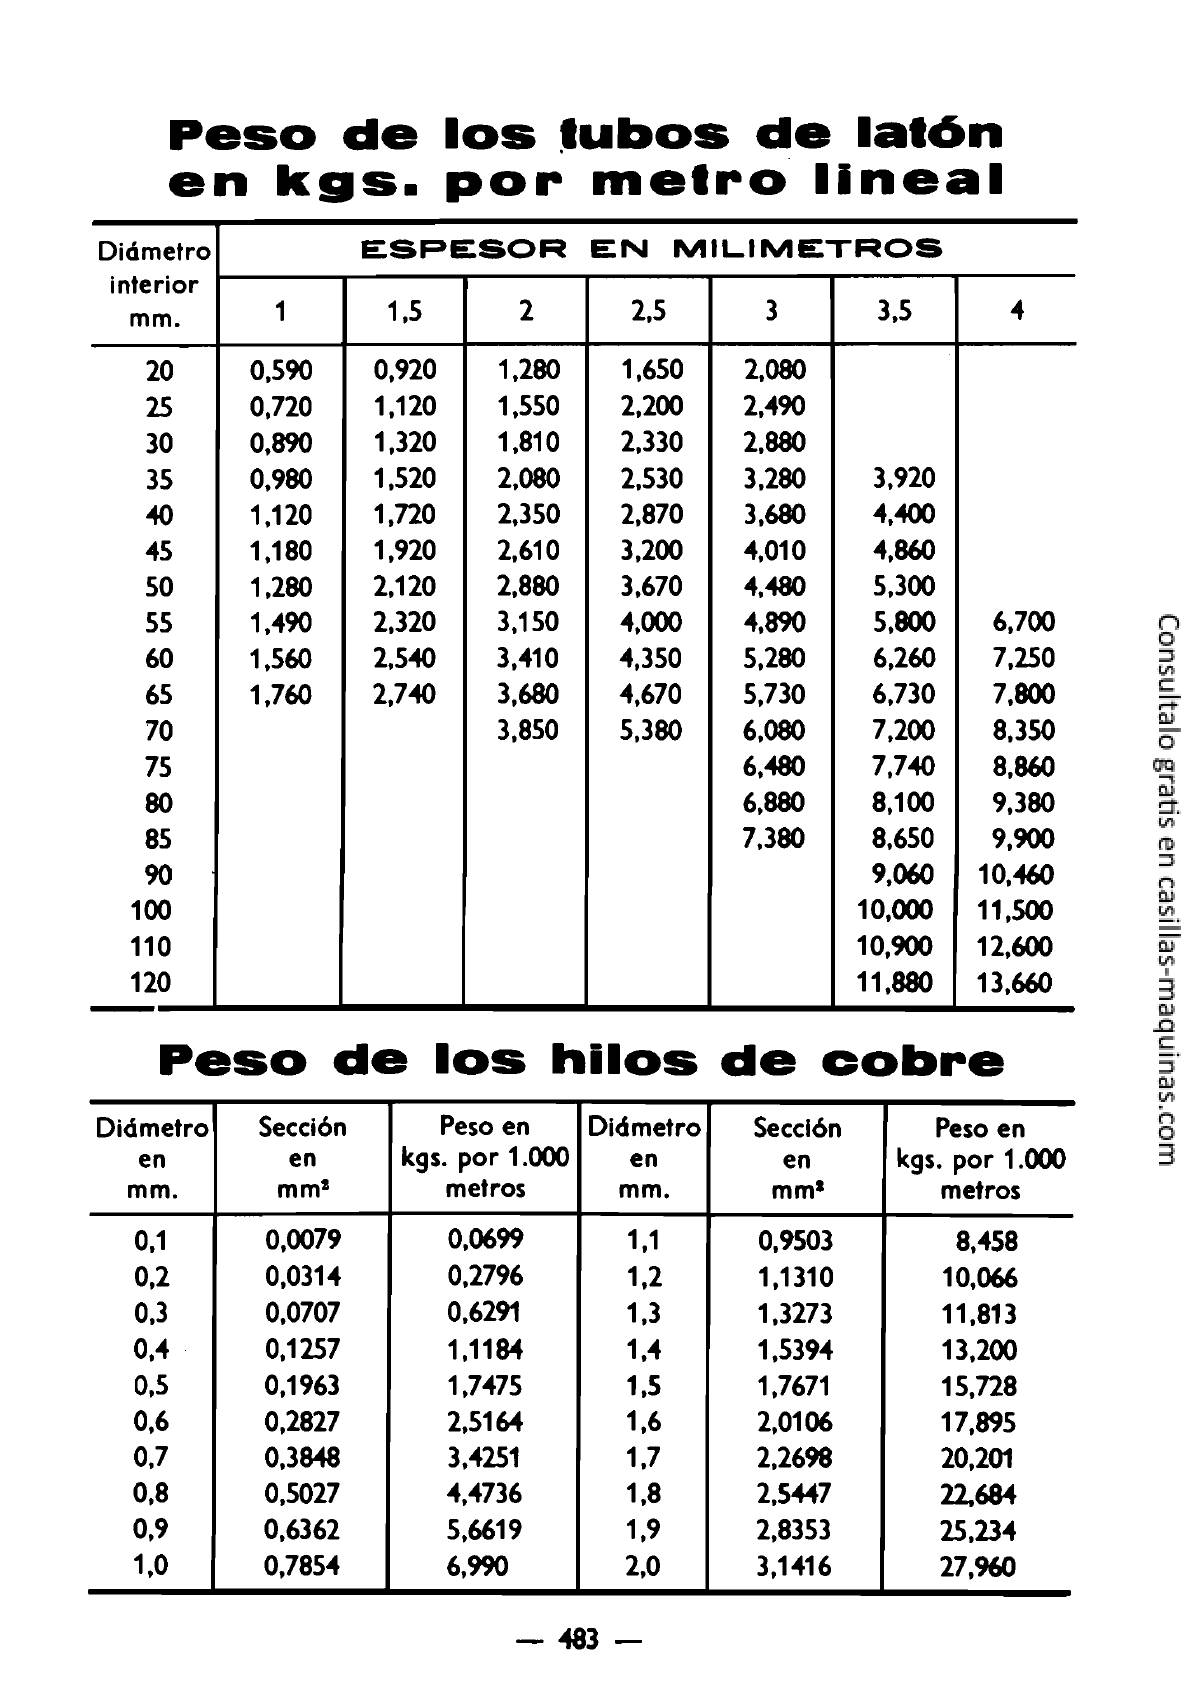 Peso de los tubos de latón
en kgs. por metro lineal
Diámetro interior mm. ESPESOR EN MILIMETROS
1 1,5 2 2,5 3 3,5 4
20 0,590 0,920 1,280 1,650 2,080
25 0,720 1,120 1,550 2,200 2,490
30 0,890 1,320 1,810 2,330 2,880
35 0,980 1,520 2,080 2,530 3,280 3,920
40 1,120 1,720 2,350 2,870 3,680 4,400
45 1,180 1,920 2,610 3,200 4,010 4,860
50 1,280 2,120 2,880 3,670 4,480 5,300
55 1,490 2,320 3,150 4,000 4,890 5,800 6,700
60 1,560 2,540 3,410 4,350 5,280 6,260 7,250
65 1,760 2,740 3,680 4,670 5,730 6,730 7,800
70 3,850 5,380 6,080 7,200 8,350
75 6,480 7,740 8,860
80 6,880 8,100 9,380
85 7,380 8,650 9,900
90 9,060 10,460
100 10,000 11,500
110 10,900 12,600
120 11,880 13,660
Peso de los hilos de cobre
Diámetro Sección Peso en Diámetro Sección Peso en
en en kgs. por 1.000 en en kgs. por 1.000
mm. mm² metros mm. mm² metros
0,1 0,0079 0,0699 1,1 0,9503 8,458
0,2 0,0314 0,2796 1,2 1,1310 10,066
0,3 0,0707 0,6291 1,3 1,3273 11,813
0,4 0,1257 1,1184 1,4 1,5394 13,200
0,5 0,1963 1,7475 1,5 1,7671 15,728
0,6 0,2827 2,5164 1,6 2,0106 17,895
0,7 0,3848 3,4251 1,7 2,2698 20,201
0,8 0,5027 4,4736 1,8 2,5447 22,684
0,9 0,6362 5,6619 1,9 2,8353 25,234
1,0 0,7854 6,990 2,0 3,1416 27,960
— 483 —
Consultalo gratis en casillas-maquinas.com